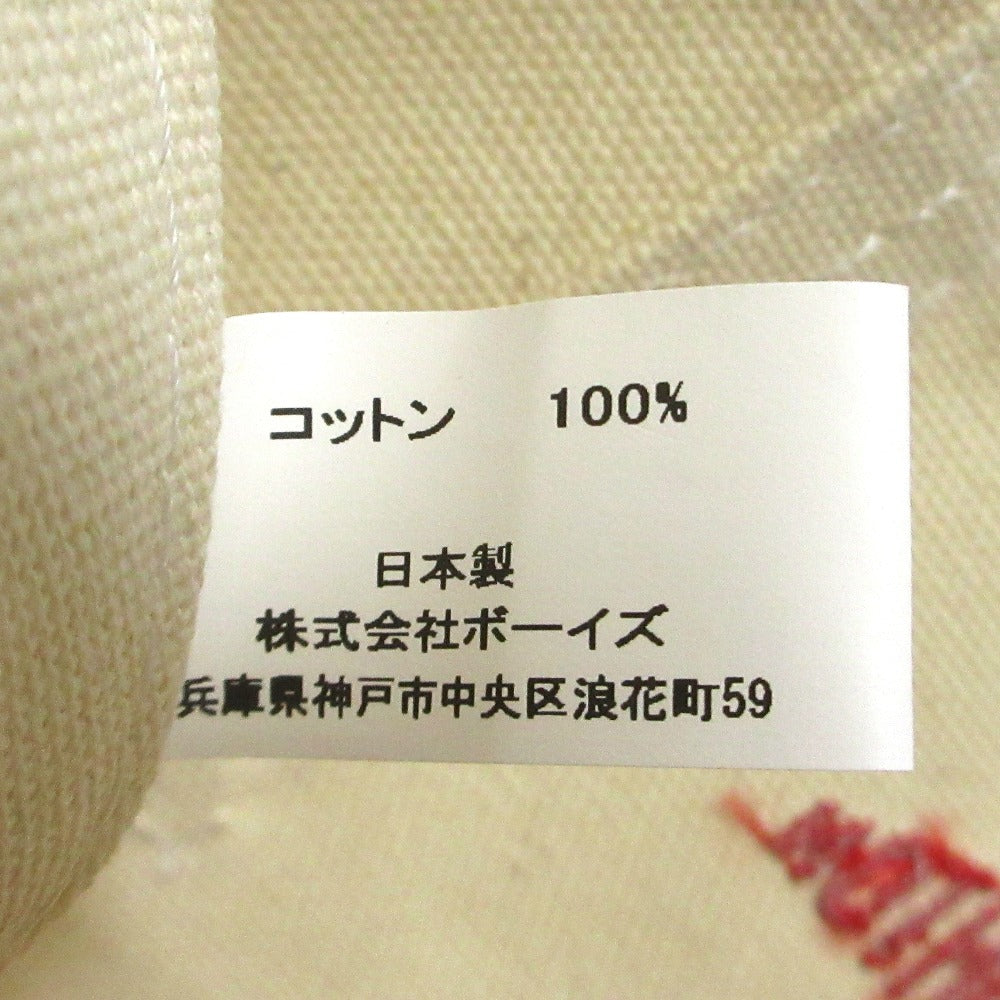 コットン 100%
日本製
株式会社ボーイズ
兵庫県神戸市中央区浪花町59